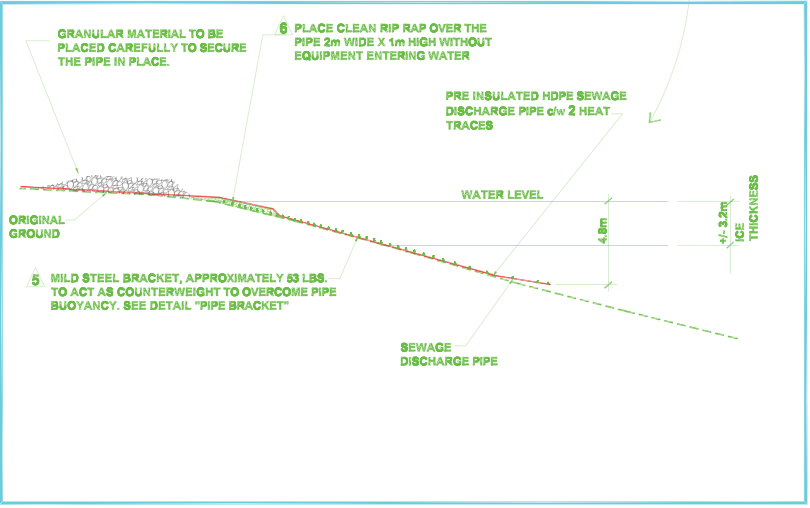 GRANULAR MATERIAL TO BE
PLACED CAREFULLY TO SECURE
THE PIPE IN PLACE.
6 PLACE CLEAN RIP RAP OVER THE
PIPE 2m WIDE X 1m HIGH WITHOUT
EQUIPMENT ENTERING WATER
PRE INSULATED HDPE SEWAGE
DISCHARGE PIPE c/w 2 HEAT
TRACES
WATER LEVEL
4.8m
+/- 3.2m
ICE
THICKNESS
ORIGINAL
GROUND
5 MILD STEEL BRACKET, APPROXIMATELY 53 LBS.
TO ACT AS COUNTERWEIGHT TO OVERCOME PIPE
BUOYANCY. SEE DETAIL "PIPE BRACKET"
SEWAGE
DISCHARGE PIPE